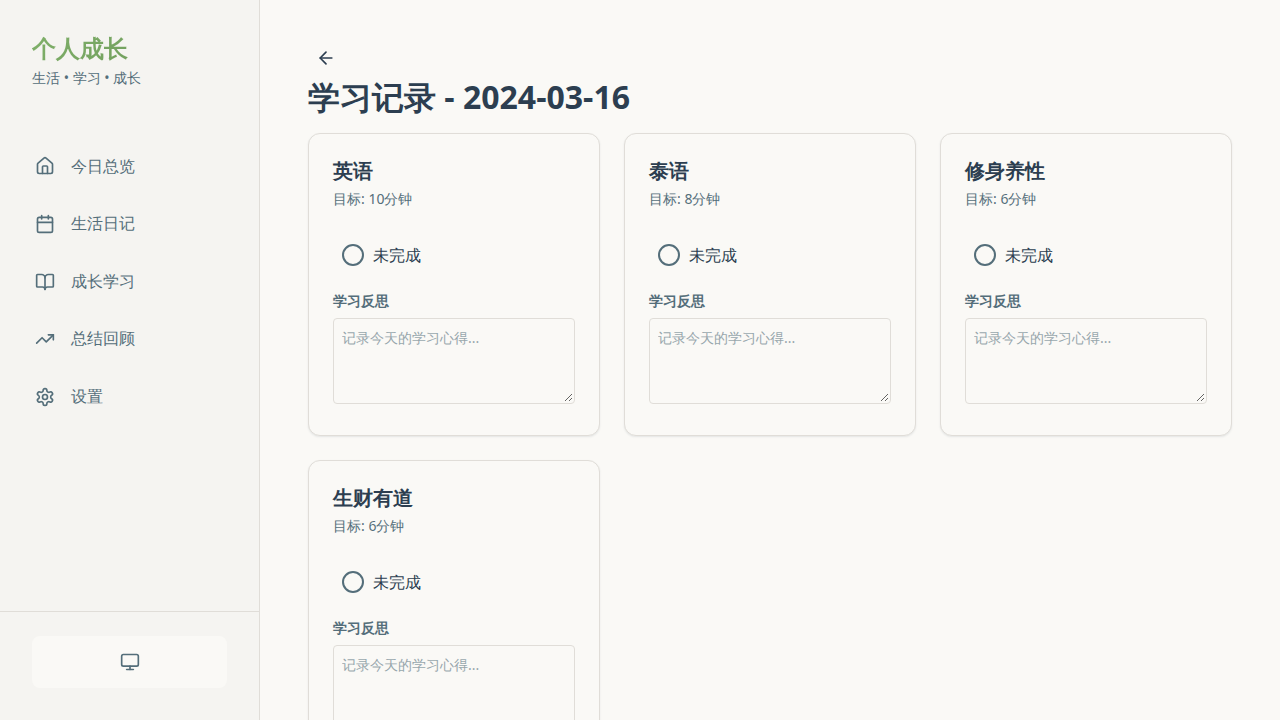 个人成长
生活 • 学习 • 成长
今日总览
生活日记
成长学习
总结回顾
设置
学习记录 - 2024-03-16
英语
目标: 10分钟
未完成
学习反思
记录今天的学习心得...
泰语
目标: 8分钟
未完成
学习反思
记录今天的学习心得...
修身养性
目标: 6分钟
未完成
学习反思
记录今天的学习心得...
生财有道
目标: 6分钟
未完成
学习反思
记录今天的学习心得...